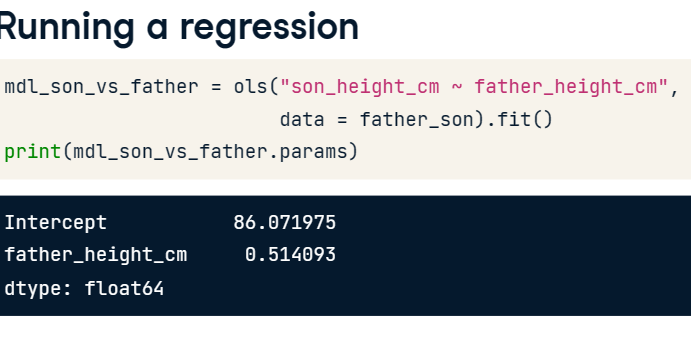 Running a regression
mdl_son_vs_father = ols("son_height_cm ~ father_height_cm",
data = father_son).fit()
print(mdl_son_vs_father.params)
Intercept 86.071975
father_height_cm 0.514093
dtype: float64